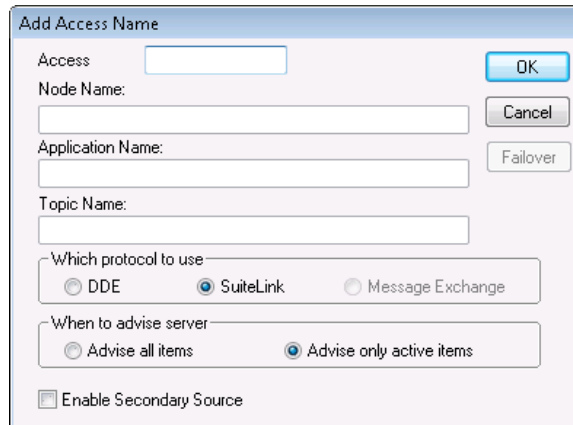 Add Access Name
Access
OK
Node Name:
Cancel
Application Name:
Failover
Topic Name:
Which protocol to use
DDE SuiteLink Message Exchange
When to advise server
Advise all items Advise only active items
Enable Secondary Source